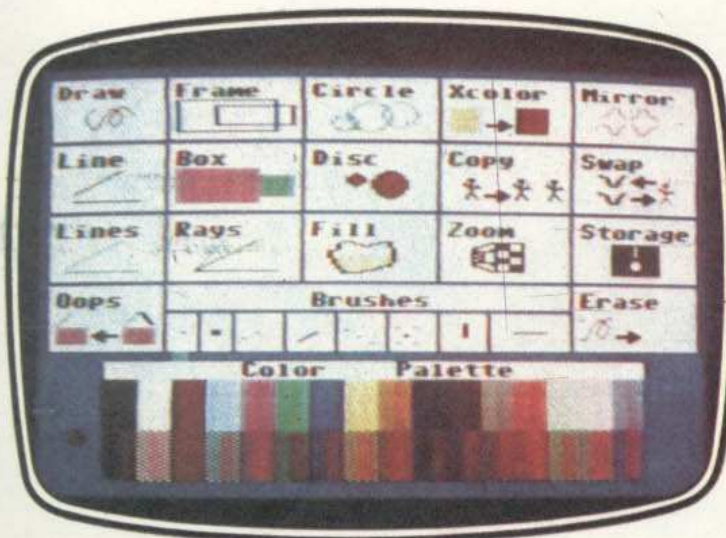 Draw Frame Circle Xcolor Mirror
Line Box Disc Copy Swap
Lines Rays Fill Zoom Storage
Oops Brushes Erase
Color Palette